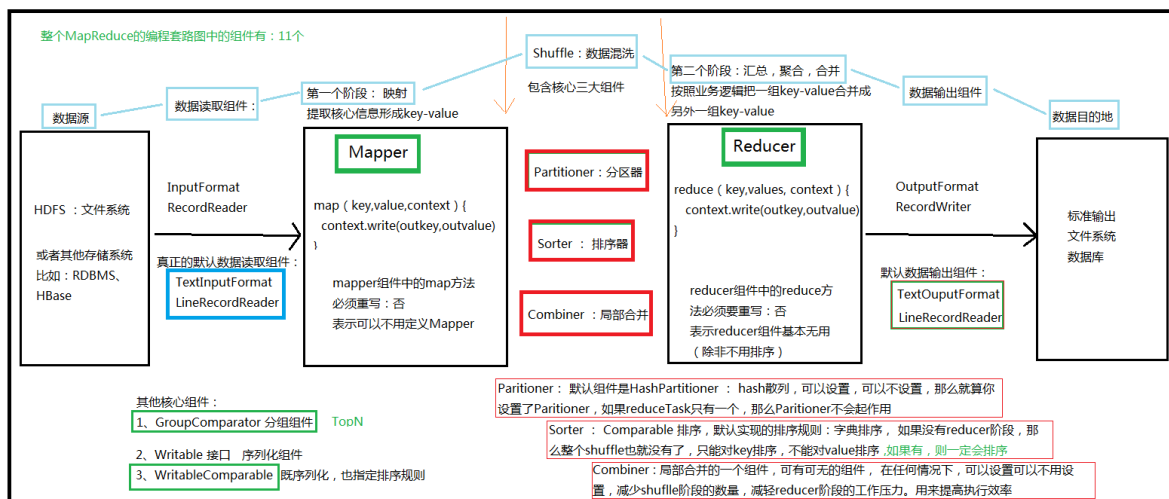 整个MapReduce的编程套路图中的组件有：11个
数据源
数据读取组件：
第一个阶段： 映射
提取核心信息形成key-value
Shuffle：数据混洗
包含核心三大组件
第二个阶段：汇总，聚合，合并
按照业务逻辑把一组key-value合并成
另外一组key-value
数据输出组件
数据目的地
HDFS ：文件系统
或者其他存储系统
比如：RDBMS、
HBase
InputFormat
RecordReader
真正的默认数据读取组件：
TextInputFormat
LineRecordReader
Mapper
map（key,value,context）{
context.write(outkey,outvalue)
}
mapper组件中的map方法
必须重写：否
表示可以不用定义Mapper
Partitioner：分区器
Sorter ： 排序器
Combiner：局部合并
Reducer
reduce（key,values, context）{
context.write(outkey,outvalue)
}
reducer组件中的reduce方
法必须要重写：否
表示reducer组件基本无用
（除非不用排序）
OutputFormat
RecordWriter
默认数据输出组件：
TextOuputFormat
LineRecordReader
标准输出
文件系统
数据库
其他核心组件：
1、GroupComparator 分组组件
TopN
2、Writable 接口 序列化组件
3、WritableComparable 既序列化，也指定排序规则
Paritioner： 默认组件是HashPartitioner ： hash散列，可以设置，可以不设置，那么就算你
设置了Paritioner，如果reduceTask只有一个，那么Paritioner不会起作用
Sorter ： Comparable 排序，默认实现的排序规则：字典排序， 如果没有reducer阶段，那
么整个shuffle也就没有了，只能对key排序，不能对value排序 ,如果有，则一定会排序
Combiner：局部合并的一个组件，可有可无的组件， 在任何情况下，可以设置可以不用设
置，减少shuflle阶段的数量，减轻reducer阶段的工作压力。用来提高执行效率